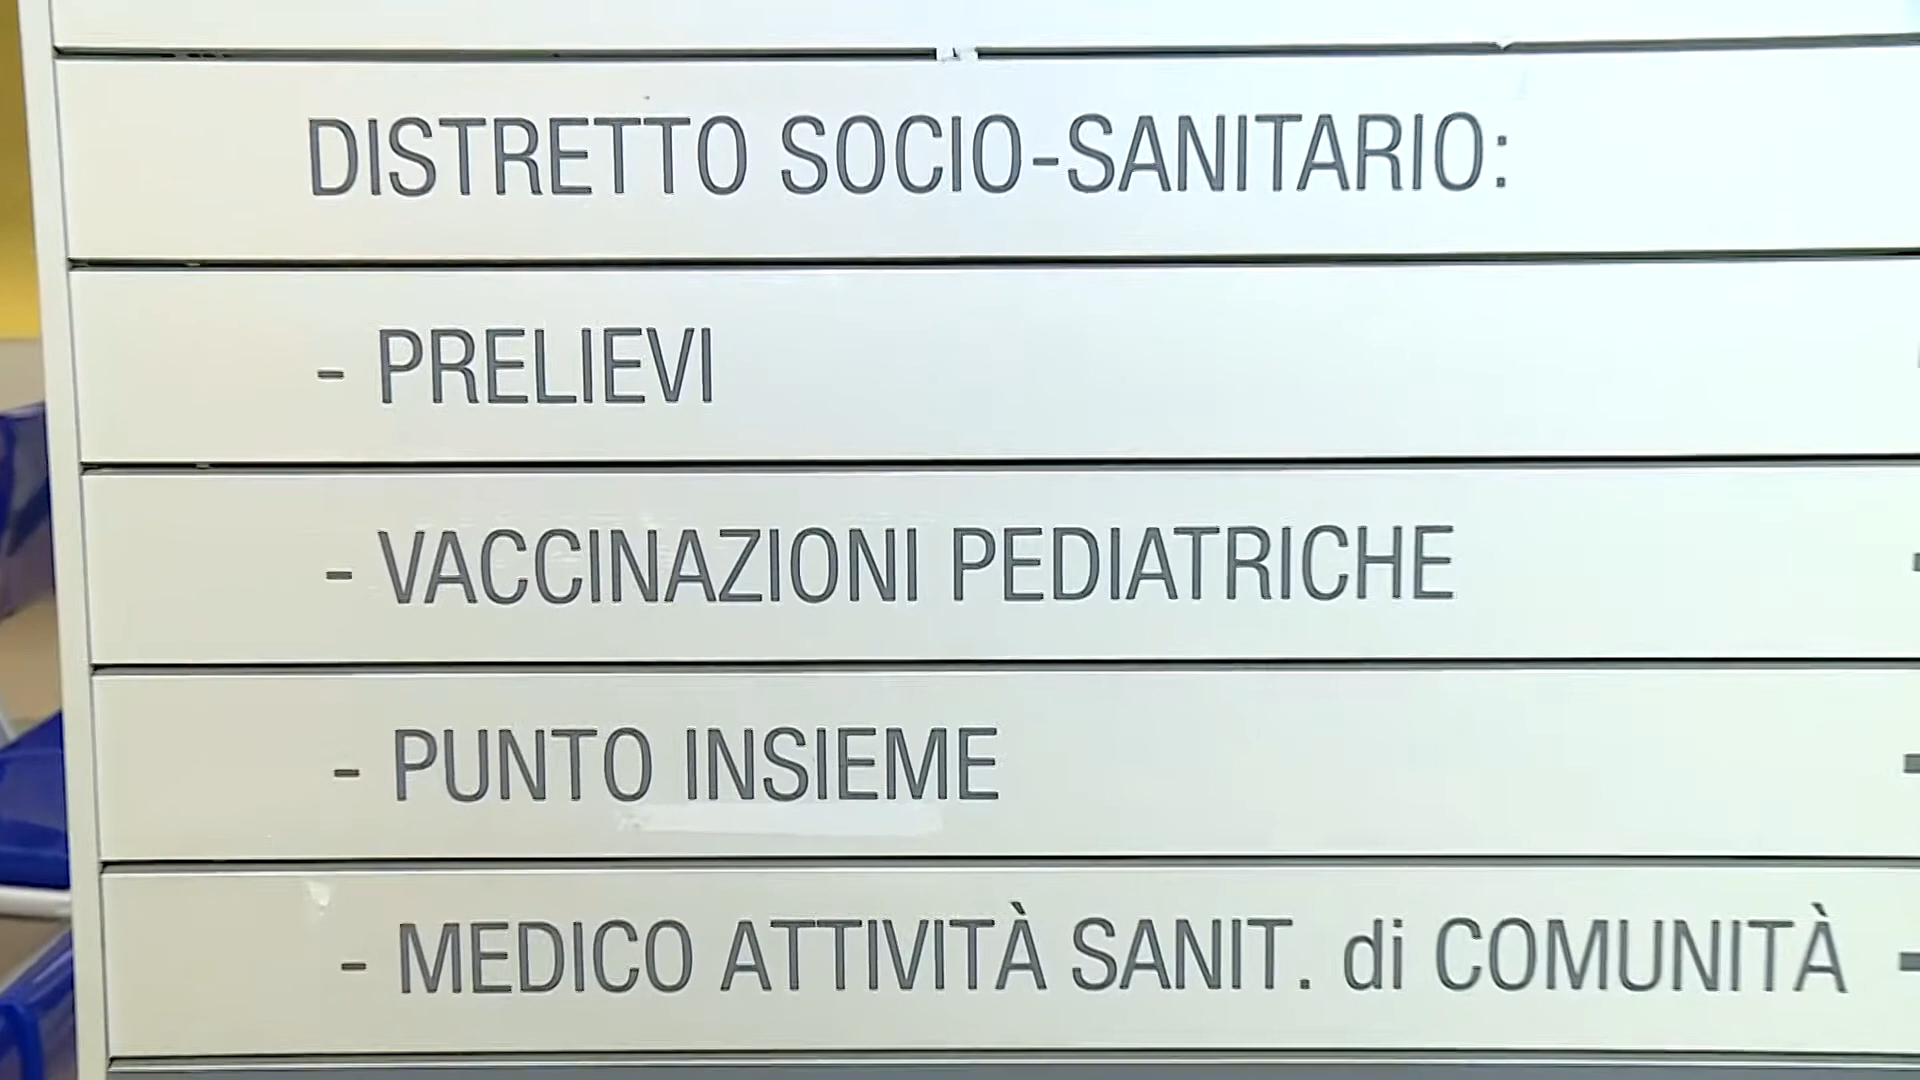 DISTRETTO SOCIO-SANITARIO:
- PRELIEVI
- VACCINAZIONI PEDIATRICHE
- PUNTO INSIEME
- MEDICO ATTIVITÀ SANIT. di COMUNITÀ